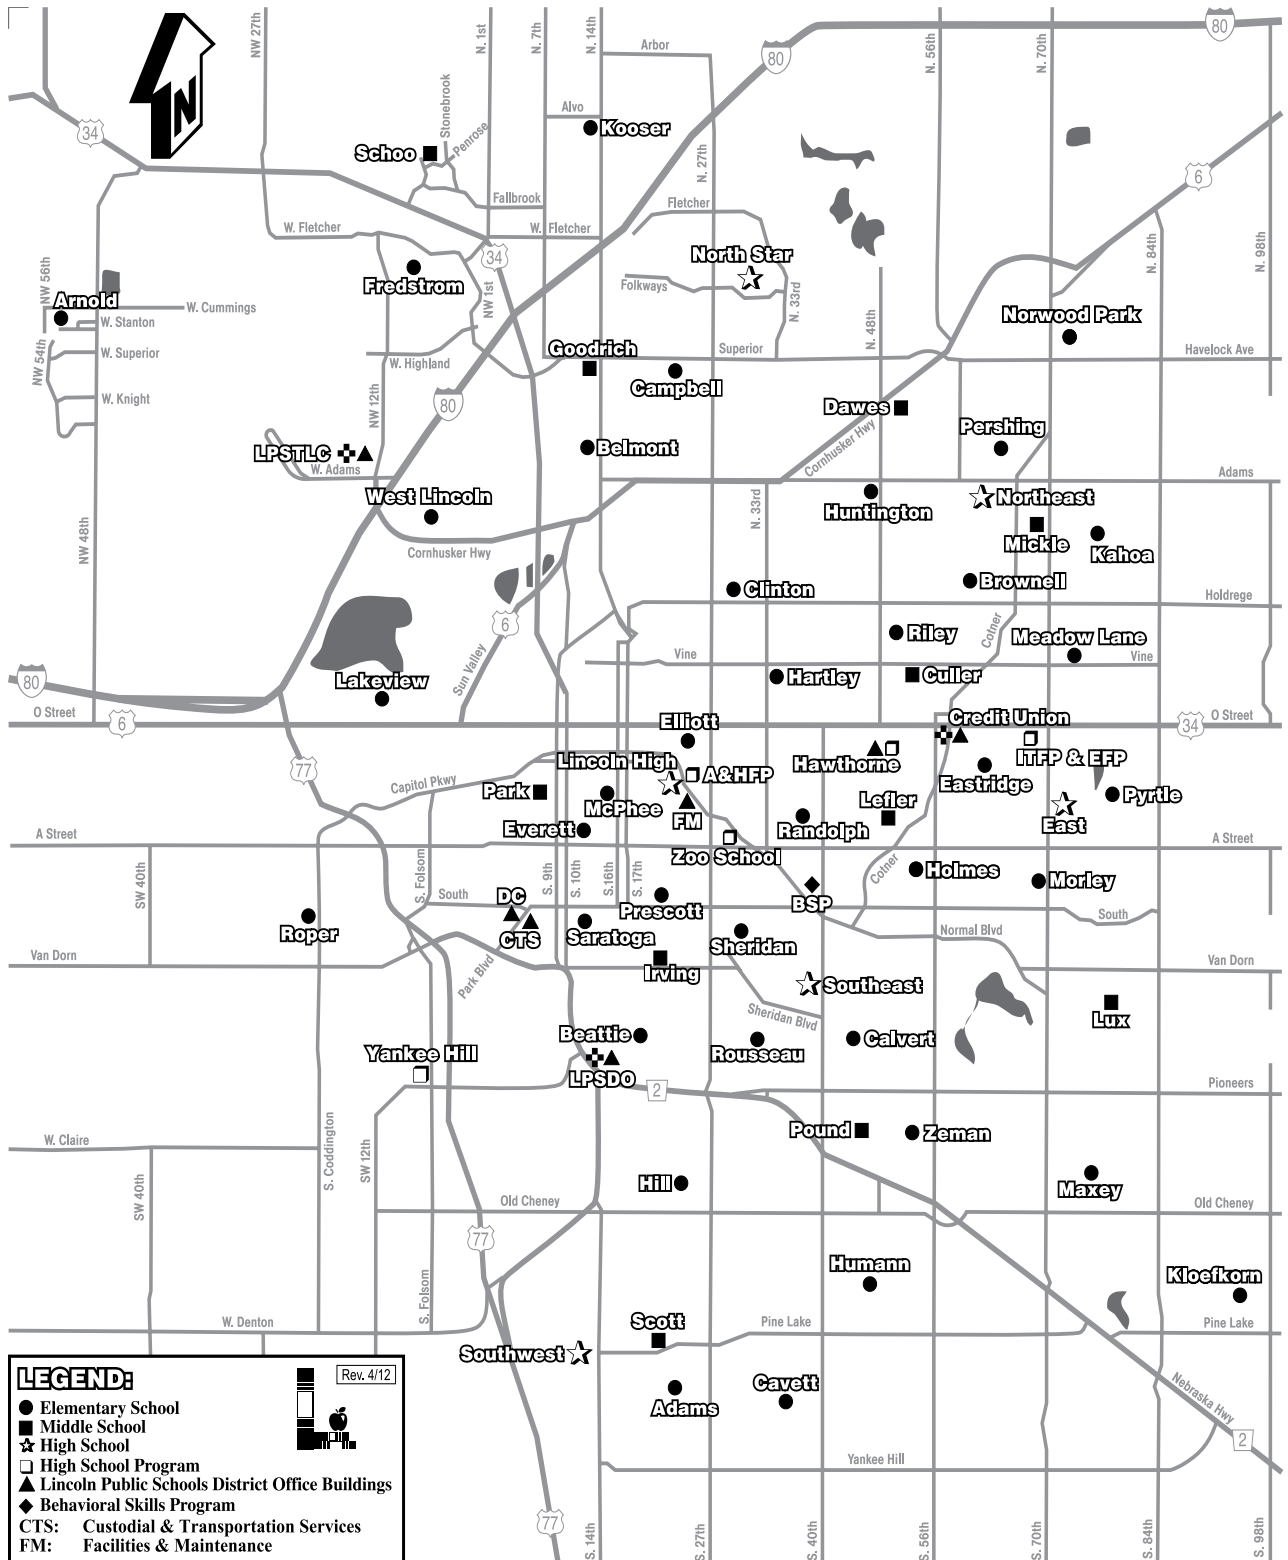 NW 27th
N. 1st
N. 7th
N. 14th
Arbor
80
N. 56th
N. 70th
80
34
N
Stonebrook
Alvo
Kooser
Schoo
Penrose
N. 27th
6
Fallbrook
Fletcher
W. Fletcher
W. Fletcher
34
North Star
N. 84th
N. 98th
NW 56th
Fredstrom
NW 1st
Folkways
N. 33rd
Arnold
W. Cummings
W. Stanton
N. 48th
Norwood Park
NW 54th
W. Superior
W. Highland
Goodrich
Superior
Havelock Ave
Campbell
W. Knight
NW 12th
80
Dawes
Cornhusker Hwy
Pershing
LPSTLC
W. Adams
Belmont
Adams
West Lincoln
N. 33rd
Huntington
Northeast
NW 48th
Cornhusker Hwy
Mickle
Kahoa
Clinton
Brownell
Holdrege
6
Riley
Cotner
Meadow Lane
Sun Valley
Vine
Vine
80
Lakeview
Hartley
Culler
O Street
6
Elliott
Credit Union
34
O Street
77
Lincoln High
A&HFP
Hawthorne
ITFP & EFP
Capitol Pkwy
Park
McPhee
Eastridge
Lefler
Pyrtle
FM
Everett
Randolph
East
A Street
Zoo School
A Street
SW 40th
S. Folsom
S. 9th
S. 10th
S.16th
S. 17th
Cotner
Holmes
Morley
South
DC
BSP
Prescott
South
Roper
CTS
Saratoga
Sheridan
Normal Blvd
Van Dorn
Park Blvd
Irving
Van Dorn
Southeast
Sheridan Blvd
Lux
Beattie
Rousseau
Calvert
Yankee Hill
LPSDO
2
Pioneers
W. Claire
S. Coddington
SW 12th
Pound
Zeman
SW 40th
Hill
Maxey
Old Cheney
Old Cheney
77
Humann
Kloefkorn
S. Folsom
W. Denton
Scott
Pine Lake
Pine Lake
Southwest
Adams
Cavett
Nebraska Hwy
2
Yankee Hill
77
S. 14th
S. 27th
S. 40th
S. 56th
S. 70th
S. 84th
S. 98th
LEGEND:
Rev. 4/12
Elementary School
Middle School
High School
High School Program
Lincoln Public Schools District Office Buildings
Behavioral Skills Program
CTS: Custodial & Transportation Services
FM: Facilities & Maintenance